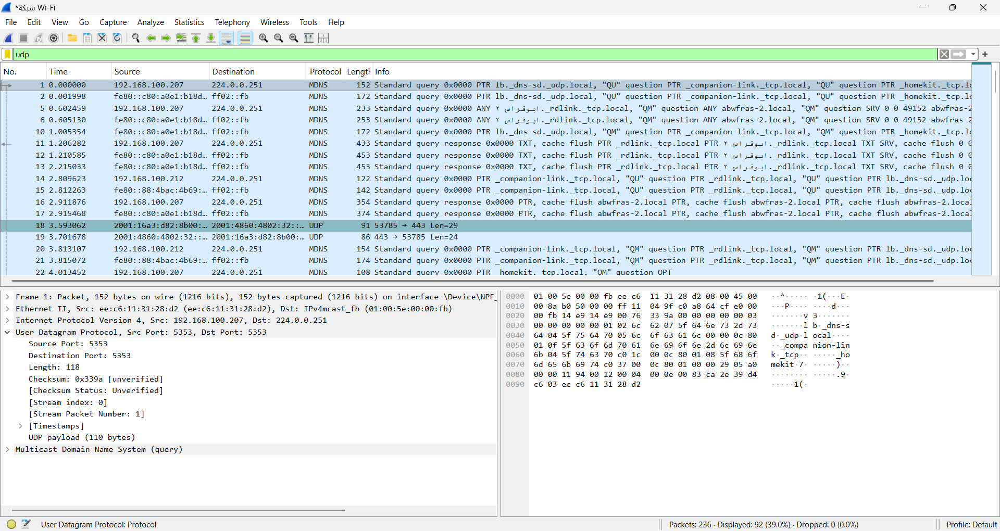 *شبكة Wi-Fi
File Edit View Go Capture Analyze Statistics Telephony Wireless Tools Help
udp
No. Time Source Destination Protocol Length Info
1 0.000000 192.168.100.207 224.0.0.251 MDNS 152 Standard query 0x0000 PTR lb._dns-sd._udp.local, "QU" question PTR _companion-link._tcp.local, "QU" question PTR _homekit._tcp.lo
2 0.001998 fe80::c80:a0e1:b18d… ff02::fb MDNS 172 Standard query 0x0000 PTR lb._dns-sd._udp.local, "QU" question PTR _companion-link._tcp.local, "QU" question PTR _homekit._tcp.lo
5 0.602459 192.168.100.207 224.0.0.251 MDNS 233 Standard query 0x0000 ANY ابوفراس ٢._rdlink._tcp.local, "QM" question ANY abwfras-2.local, "QM" question SRV 0 0 49152 abwfras-2
6 0.605130 fe80::c80:a0e1:b18d… ff02::fb MDNS 253 Standard query 0x0000 ANY ابوفراس ٢._rdlink._tcp.local, "QM" question ANY abwfras-2.local, "QM" question SRV 0 0 49152 abwfras-2
10 1.005354 fe80::c80:a0e1:b18d… ff02::fb MDNS 172 Standard query 0x0000 PTR lb._dns-sd._udp.local, "QM" question PTR _companion-link._tcp.local, "QM" question PTR _homekit._tcp.lo
11 1.206282 192.168.100.207 224.0.0.251 MDNS 433 Standard query response 0x0000 TXT, cache flush PTR _rdlink._tcp.local PTR ابوفراس ٢._rdlink._tcp.local TXT SRV, cache flush 0 0
12 1.210585 fe80::c80:a0e1:b18d… ff02::fb MDNS 453 Standard query response 0x0000 TXT, cache flush PTR _rdlink._tcp.local PTR ابوفراس ٢._rdlink._tcp.local TXT SRV, cache flush 0 0
13 2.215033 fe80::c80:a0e1:b18d… ff02::fb MDNS 453 Standard query response 0x0000 TXT, cache flush PTR _rdlink._tcp.local PTR ابوفراس ٢._rdlink._tcp.local TXT SRV, cache flush 0 0
14 2.809623 192.168.100.212 224.0.0.251 MDNS 122 Standard query 0x0000 PTR _companion-link._tcp.local, "QU" question PTR _rdlink._tcp.local, "QU" question PTR lb._dns-sd._udp.loc
15 2.812263 fe80::88:4bac:4b69:… ff02::fb MDNS 142 Standard query 0x0000 PTR _companion-link._tcp.local, "QU" question PTR _rdlink._tcp.local, "QU" question PTR lb._dns-sd._udp.loc
16 2.911876 192.168.100.207 224.0.0.251 MDNS 354 Standard query response 0x0000 PTR, cache flush abwfras-2.local PTR, cache flush abwfras-2.local PTR, cache flush abwfras-2.local
17 2.915468 fe80::c80:a0e1:b18d… ff02::fb MDNS 374 Standard query response 0x0000 PTR, cache flush abwfras-2.local PTR, cache flush abwfras-2.local PTR, cache flush abwfras-2.local
18 3.593062 2001:16a3:d82:8b00:… 2001:4860:4802:32::… UDP 91 53785 → 443 Len=29
19 3.701678 2001:4860:4802:32::… 2001:16a3:d82:8b00:… UDP 86 443 → 53785 Len=24
20 3.813107 192.168.100.212 224.0.0.251 MDNS 154 Standard query 0x0000 PTR _companion-link._tcp.local, "QM" question PTR _rdlink._tcp.local, "QM" question PTR lb._dns-sd._udp.loc
21 3.815072 fe80::88:4bac:4b69:… ff02::fb MDNS 174 Standard query 0x0000 PTR _companion-link._tcp.local, "QM" question PTR _rdlink._tcp.local, "QM" question PTR lb._dns-sd._udp.loc
22 4.013452 192.168.100.207 224.0.0.251 MDNS 108 Standard query 0x0000 PTR _homekit._tcp.local, "QM" question OPT
Frame 1: Packet, 152 bytes on wire (1216 bits), 152 bytes captured (1216 bits) on interface \Device\NPF_
Ethernet II, Src: ee:c6:11:31:28:d2 (ee:c6:11:31:28:d2), Dst: IPv4mcast_fb (01:00:5e:00:00:fb)
Internet Protocol Version 4, Src: 192.168.100.207, Dst: 224.0.0.251
User Datagram Protocol, Src Port: 5353, Dst Port: 5353
Source Port: 5353
Destination Port: 5353
Length: 118
Checksum: 0x339a [unverified]
[Checksum Status: Unverified]
[Stream index: 0]
[Stream Packet Number: 1]
[Timestamps]
UDP payload (110 bytes)
Multicast Domain Name System (query)
0000 01 00 5e 00 00 fb ee c6 11 31 28 d2 08 00 45 00 ··^····· ·1(···E·
0010 00 8a b0 50 00 00 ff 11 04 9f c0 a8 64 cf e0 00 ···P···· ····d···
0020 00 fb 14 e9 14 e9 00 76 33 9a 00 00 00 00 00 03 ·······v 3·······
0030 00 00 00 00 00 01 02 6c 62 07 5f 64 6e 73 2d 73 ·······l b·_dns-s
0040 64 04 5f 75 64 70 05 6c 6f 63 61 6c 00 00 0c 80 d·_udp·l ocal····
0050 01 0f 5f 63 6f 6d 70 61 6e 69 6f 6e 2d 6c 69 6e ··_compa nion-lin
0060 6b 04 5f 74 63 70 c0 1c 00 0c 80 01 08 5f 68 6f k·_tcp·· ·····_ho
0070 6d 65 6b 69 74 c0 37 00 0c 80 01 00 00 29 05 a0 mekit·7· ·····)··
0080 00 00 11 94 00 12 00 04 00 0e 00 83 ca 2e 39 d4 ········ ·····.9·
0090 c6 03 ee c6 11 31 28 d2 ·····1(·
User Datagram Protocol: Protocol
Packets: 236 · Displayed: 92 (39.0%) · Dropped: 0 (0.0%)
Profile: Default